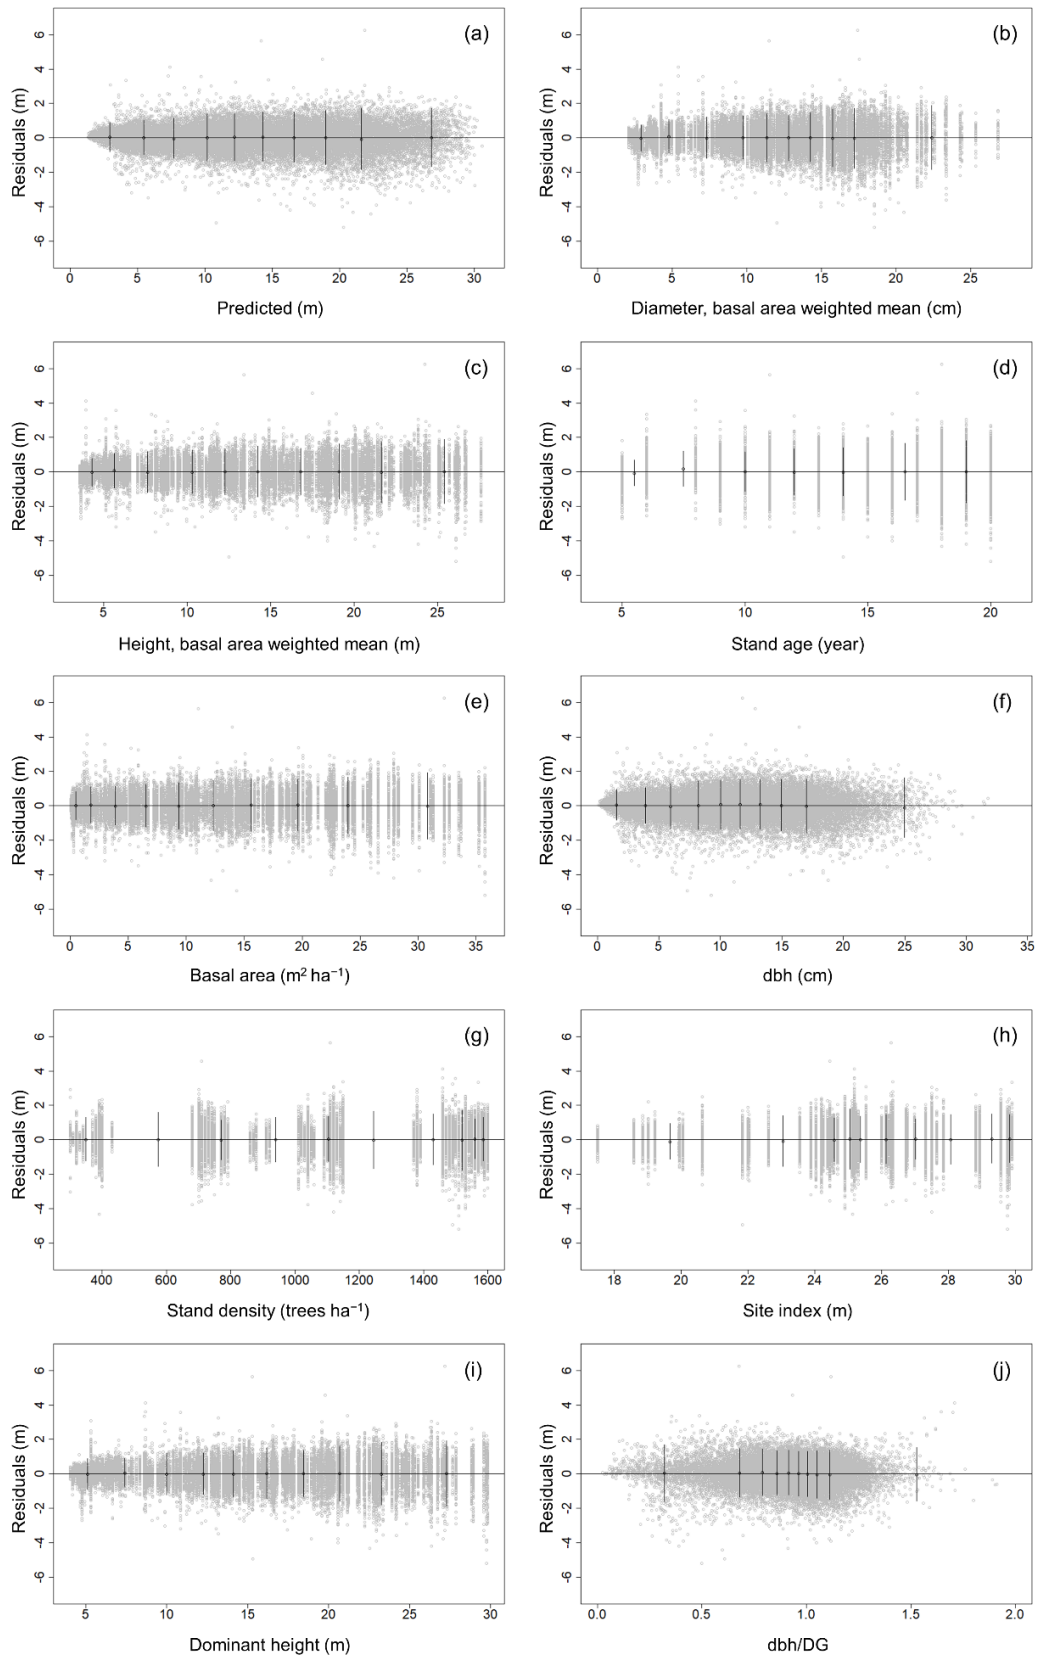 (a)
Residuals (m)
6
4
2
0
-2
-4
-6
0 5 10 15 20 25 30
Predicted (m)
(b)
Residuals (m)
6
4
2
0
-2
-4
-6
0 5 10 15 20 25
Diameter, basal area weighted mean (cm)
(c)
Residuals (m)
6
4
2
0
-2
-4
-6
5 10 15 20 25
Height, basal area weighted mean (m)
(d)
Residuals (m)
6
4
2
0
-2
-4
-6
5 10 15 20
Stand age (year)
(e)
Residuals (m)
6
4
2
0
-2
-4
-6
0 5 10 15 20 25 30 35
Basal area (m² ha⁻¹)
(f)
Residuals (m)
6
4
2
0
-2
-4
-6
0 5 10 15 20 25 30 35
dbh (cm)
(g)
Residuals (m)
6
4
2
0
-2
-4
-6
400 600 800 1000 1200 1400 1600
Stand density (trees ha⁻¹)
(h)
Residuals (m)
6
4
2
0
-2
-4
-6
18 20 22 24 26 28 30
Site index (m)
(i)
Residuals (m)
6
4
2
0
-2
-4
-6
5 10 15 20 25 30
Dominant height (m)
(j)
Residuals (m)
6
4
2
0
-2
-4
-6
0.0 0.5 1.0 1.5 2.0
dbh/DG